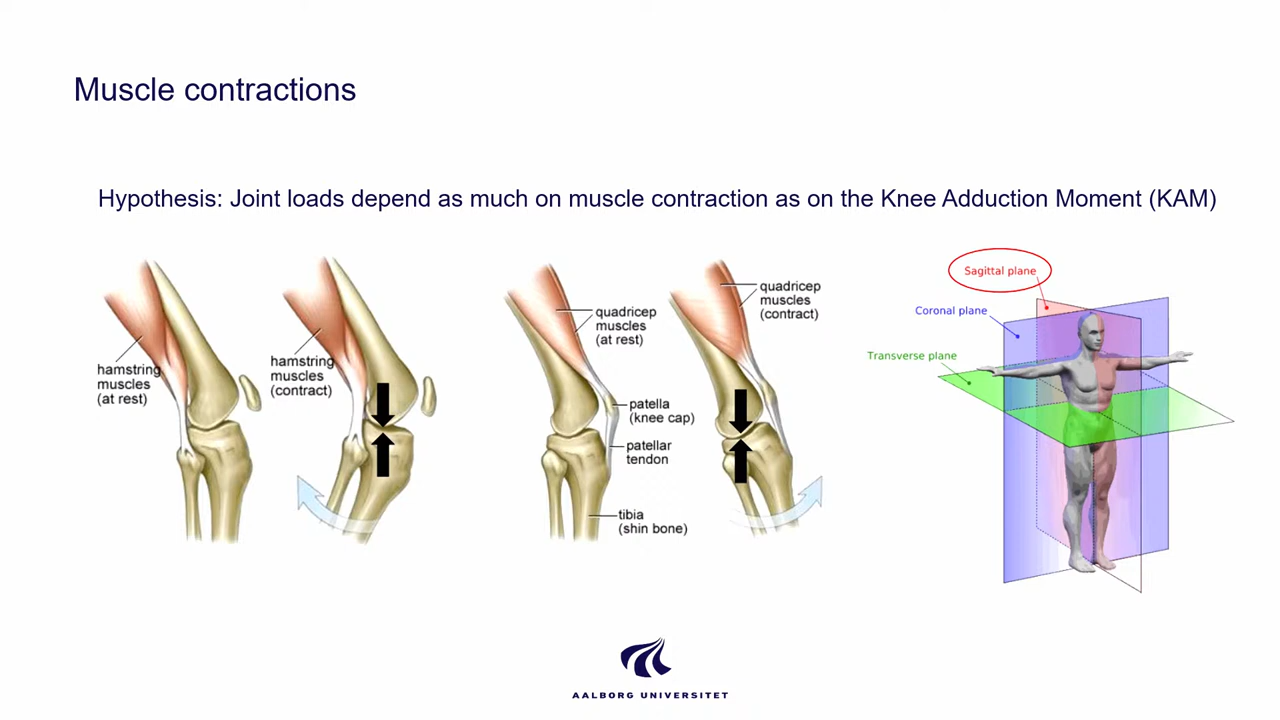 Muscle contractions
Hypothesis: Joint loads depend as much on muscle contraction as on the Knee Adduction Moment (KAM)
hamstring
muscles
(at rest)
hamstring
muscles
(contract)
quadricep
muscles
(at rest)
patella
(knee cap)
patellar
tendon
tibia
(shin bone)
quadricep
muscles
(contract)
Sagittal plane
Coronal plane
Transverse plane
AALBORG UNIVERSITET